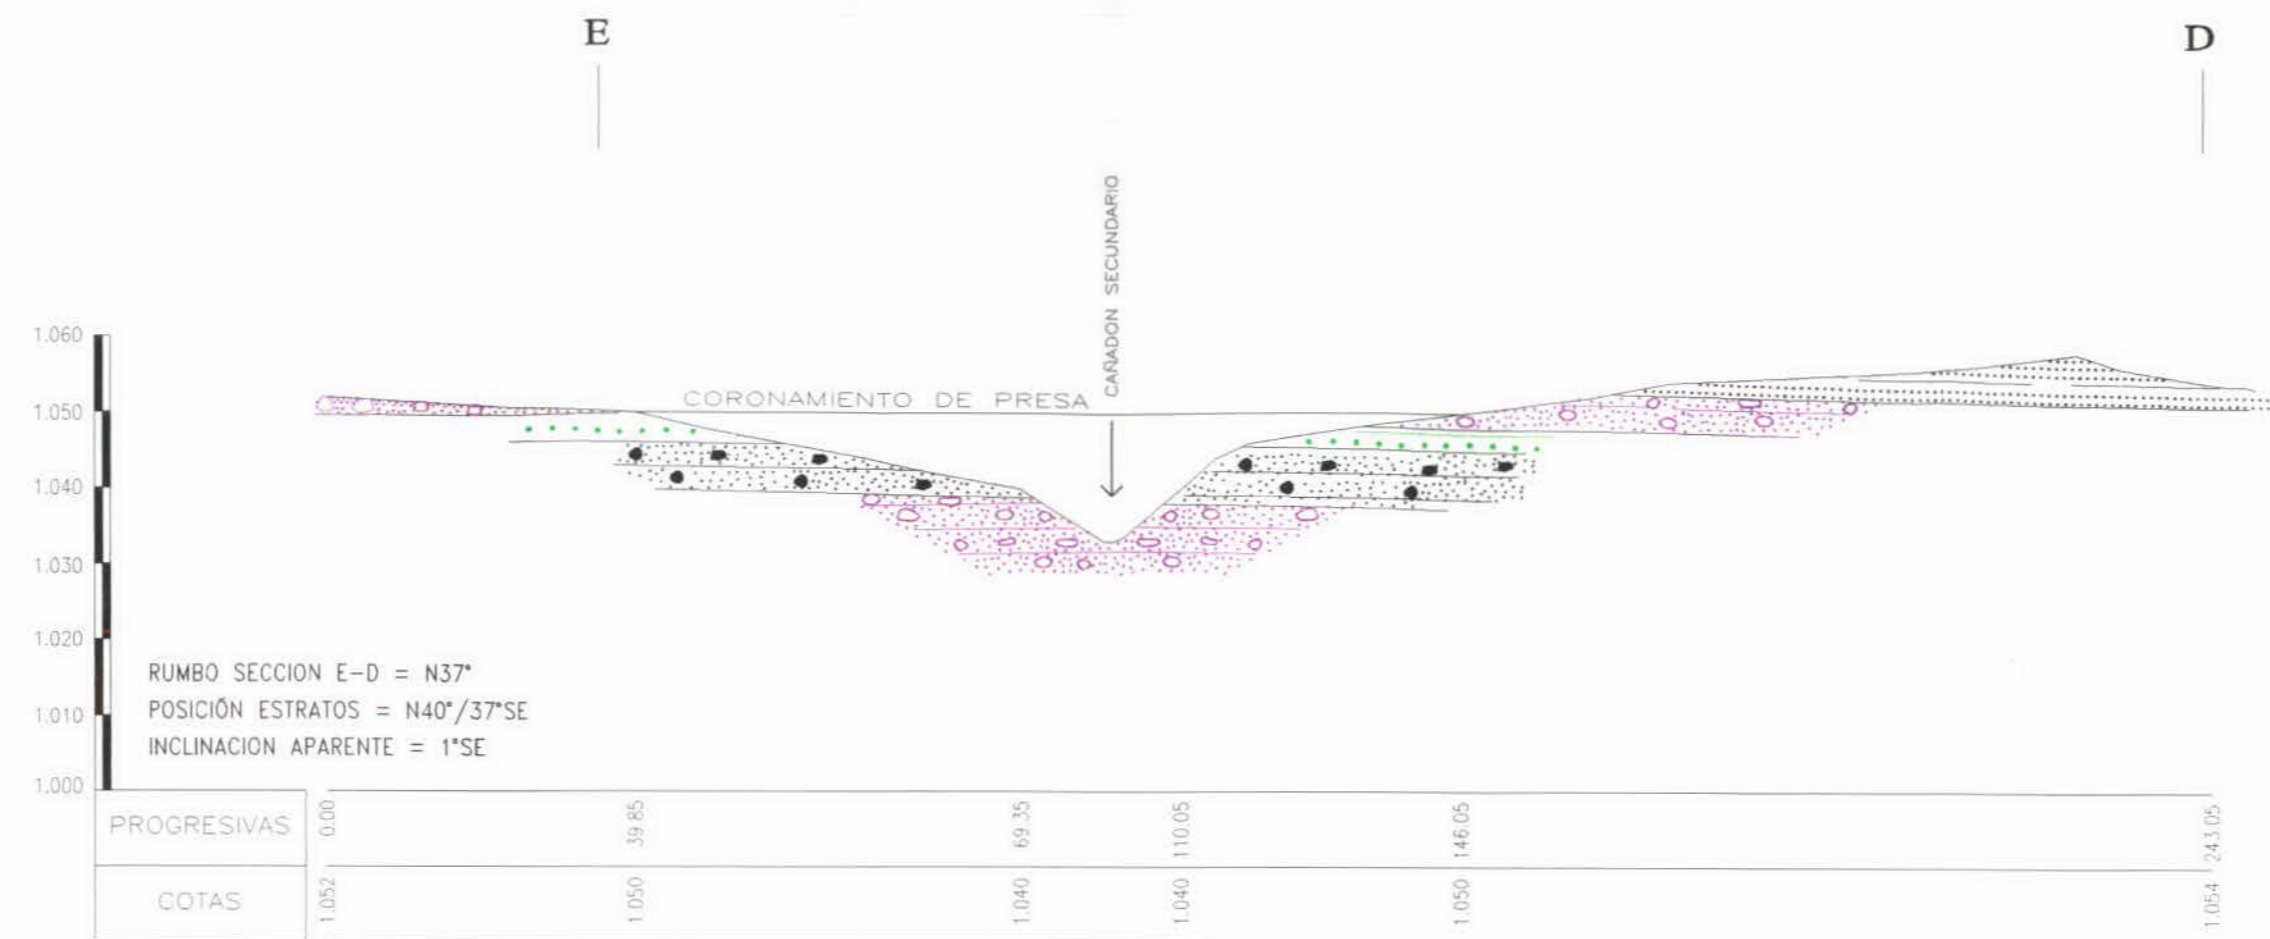 E
D
CAÑADON SECUNDARIO
CORONAMIENTO DE PRESA
1.060
1.050
1.040
1.030
1.020
1.010
1.000
RUMBO SECCION E-D = N37°
POSICIÓN ESTRATOS = N40°/37°SE
INCLINACION APARENTE = 1°SE
PROGRESIVAS 0.00 39.85 69.35 110.05 146.05 243.05
COTAS 1.052 1.050 1.040 1.040 1.050 1.054